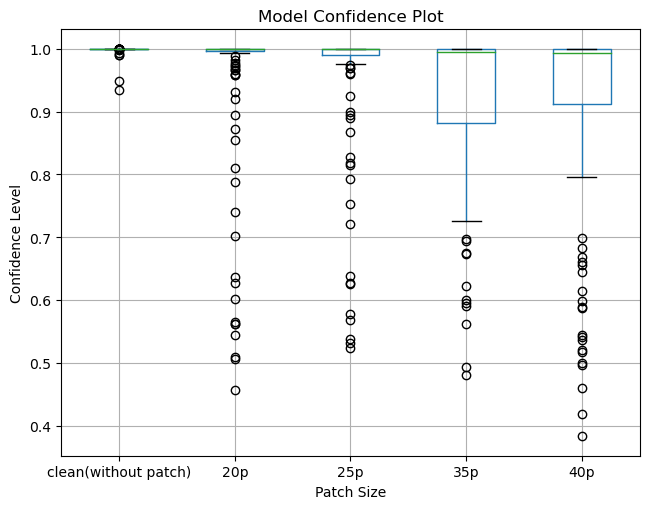 Model Confidence Plot
Confidence Level
1.0
0.9
0.8
0.7
0.6
0.5
0.4
clean(without patch) 20p 25p 35p 40p
Patch Size